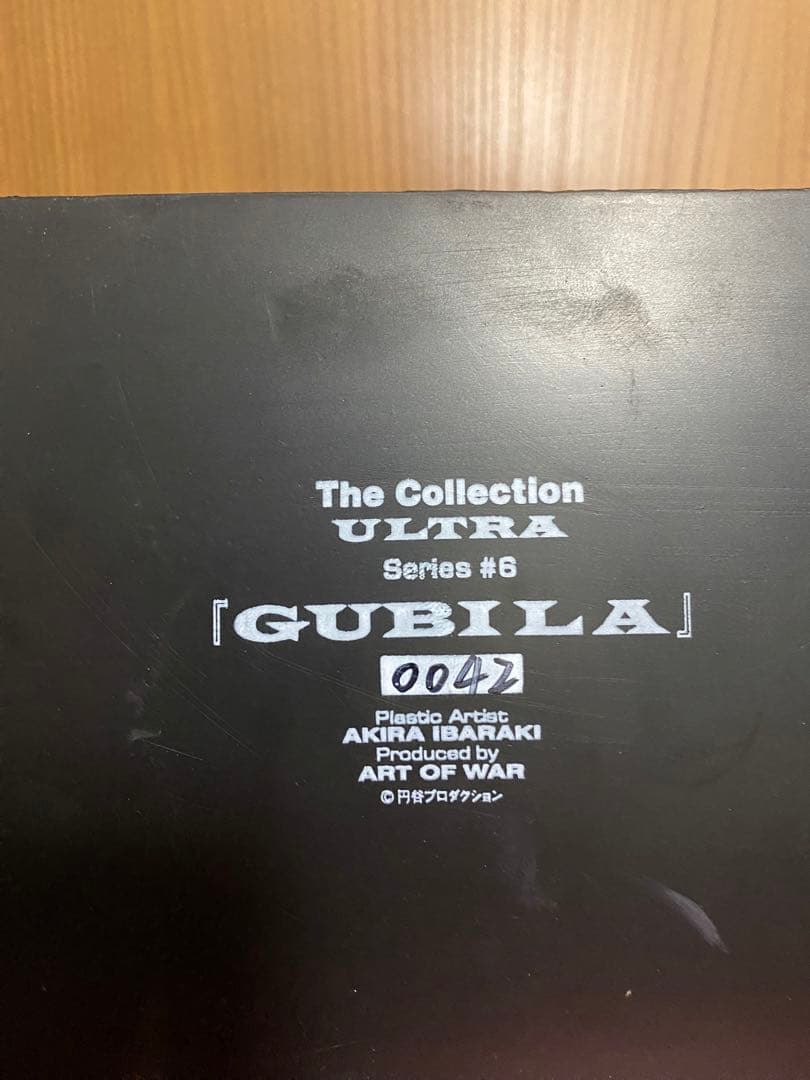 The Collection
ULTRA
Series #6
『GUBILA』
0042
Plastic Artist
AKIRA IBARAKI
Produced by
ART OF WAR
©円谷プロダクション